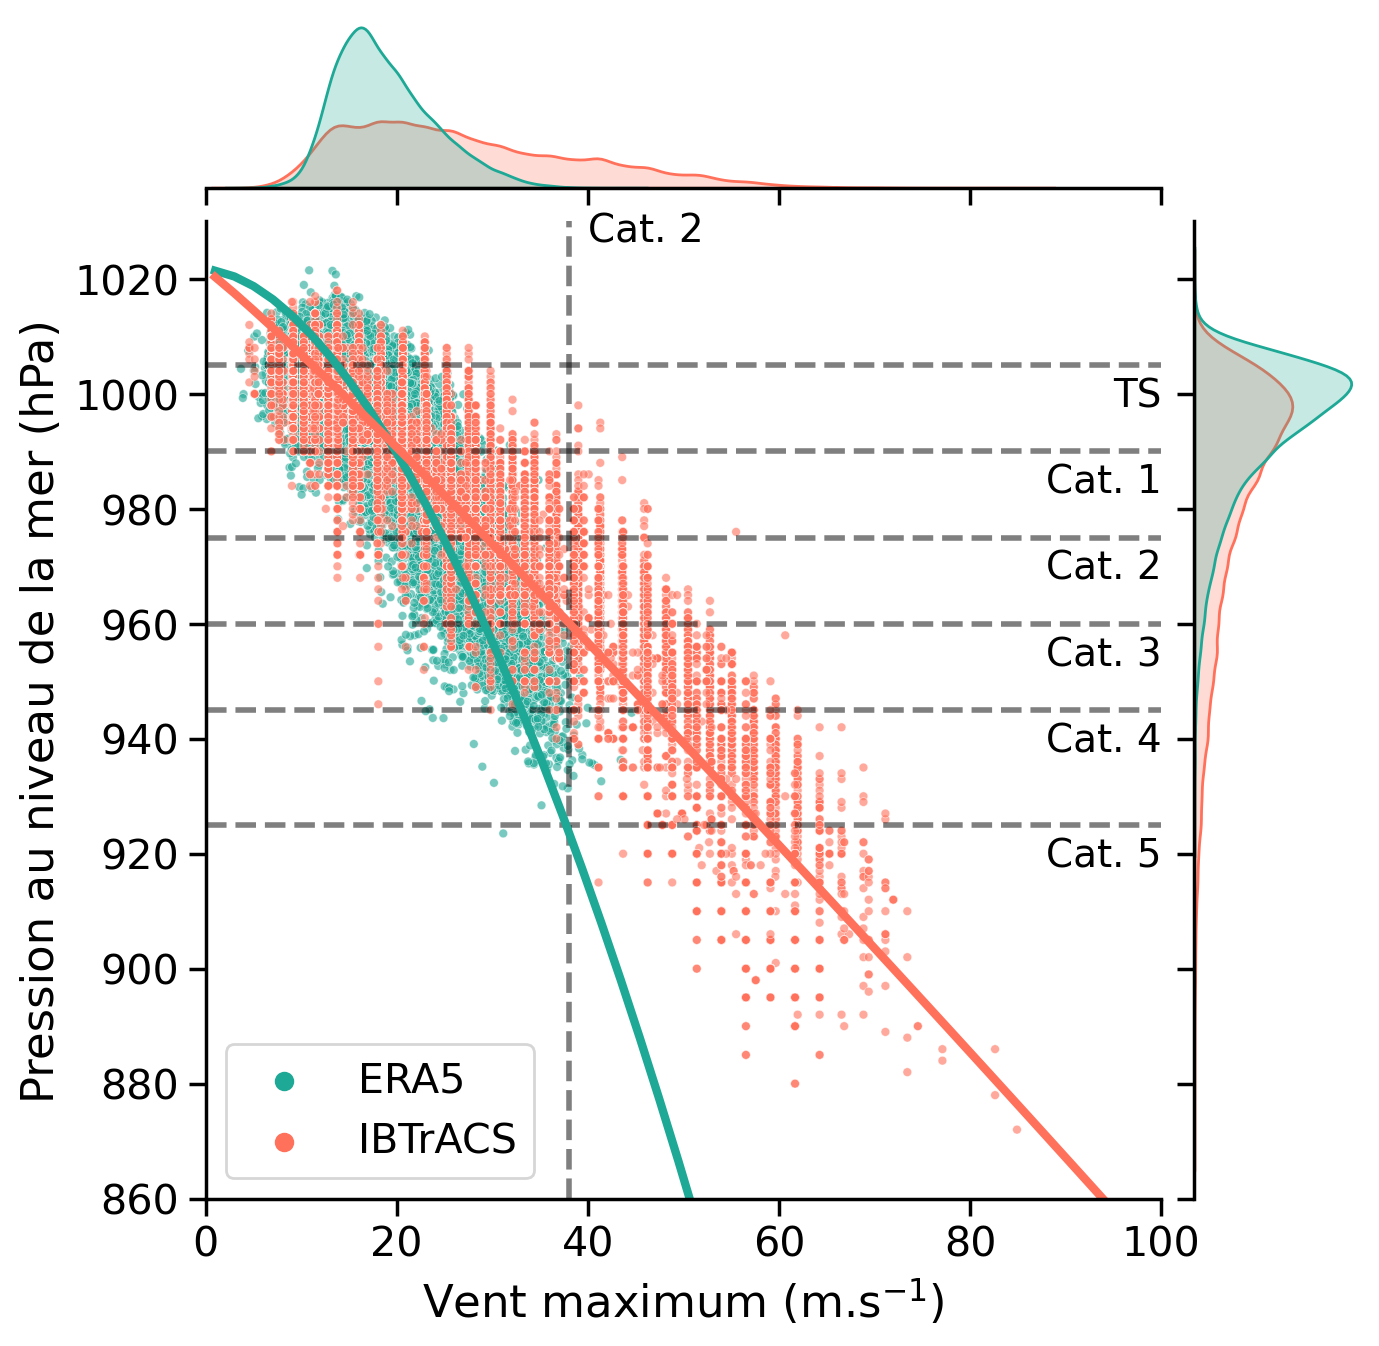 Cat. 2
1020
1000
980
960
940
920
900
880
860
Pression au niveau de la mer (hPa)
TS
Cat. 1
Cat. 2
Cat. 3
Cat. 4
Cat. 5
ERA5
IBTrACS
0 20 40 60 80 100
Vent maximum (m.s⁻¹)